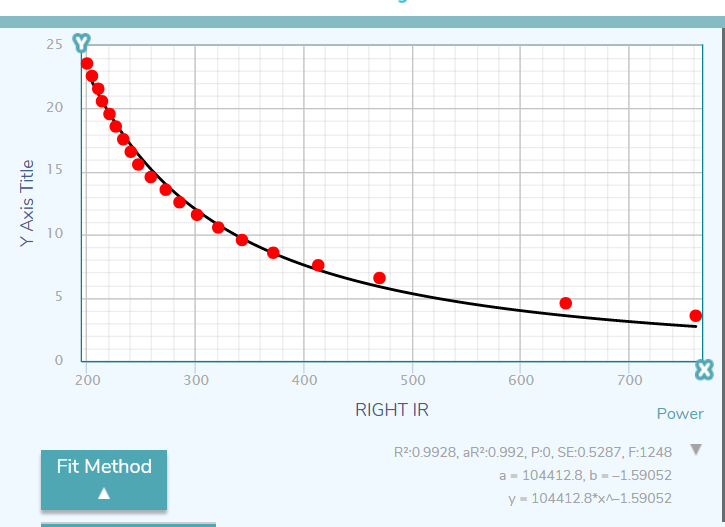 Y
25
20
15
10
5
0
Y Axis Title
200 300 400 500 600 700
X
RIGHT IR
Power
R²:0.9928, aR²:0.992, P:0, SE:0.5287, F:1248 ▼
a = 104412.8, b = –1.59052
y = 104412.8*x^–1.59052
Fit Method
▲